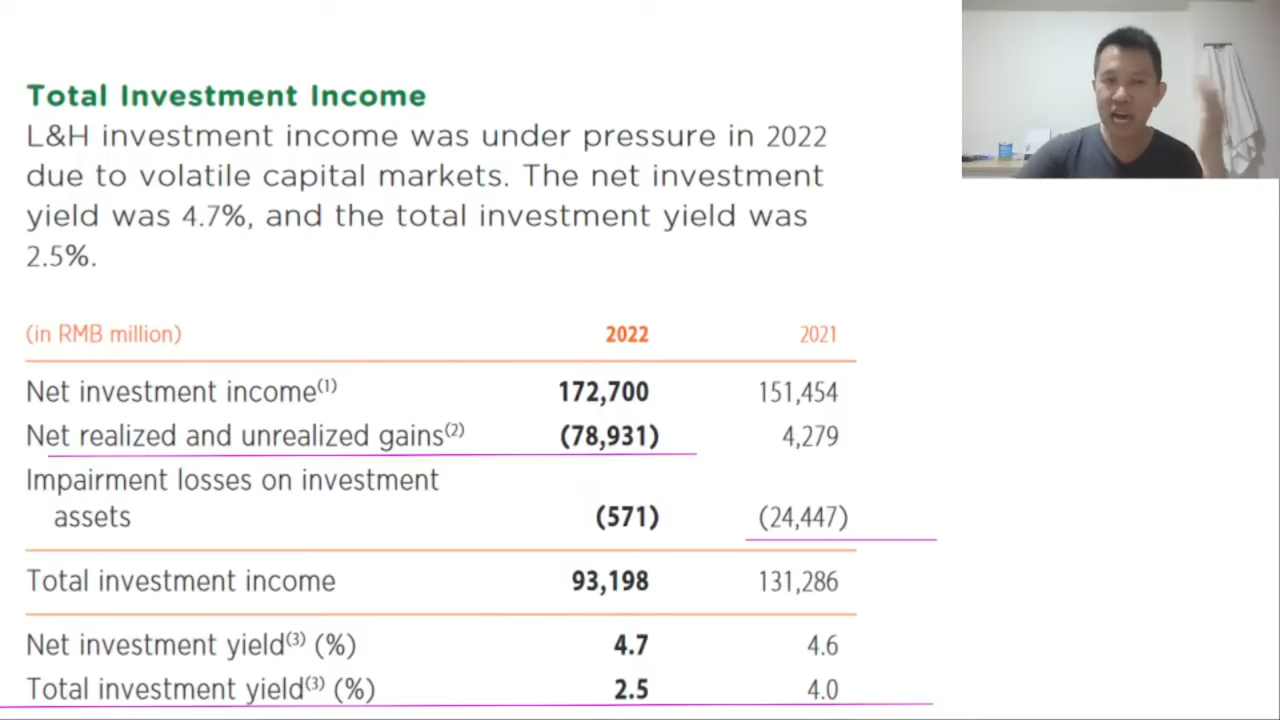 Total Investment Income
L&H investment income was under pressure in 2022
due to volatile capital markets. The net investment
yield was 4.7%, and the total investment yield was
2.5%.
(in RMB million) 2022 2021
Net investment income(1) 172,700 151,454
Net realized and unrealized gains(2) (78,931) 4,279
Impairment losses on investment
assets (571) (24,447)
Total investment income 93,198 131,286
Net investment yield(3) (%) 4.7 4.6
Total investment yield(3) (%) 2.5 4.0